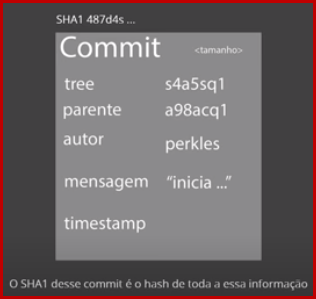 SHA1 487d4s ...
Commit <tamanho>
tree s4a5sq1
parente a98acq1
autor perkles
mensagem "inicia ..."
timestamp
O SHA1 desse commit é o hash de toda a essa informação